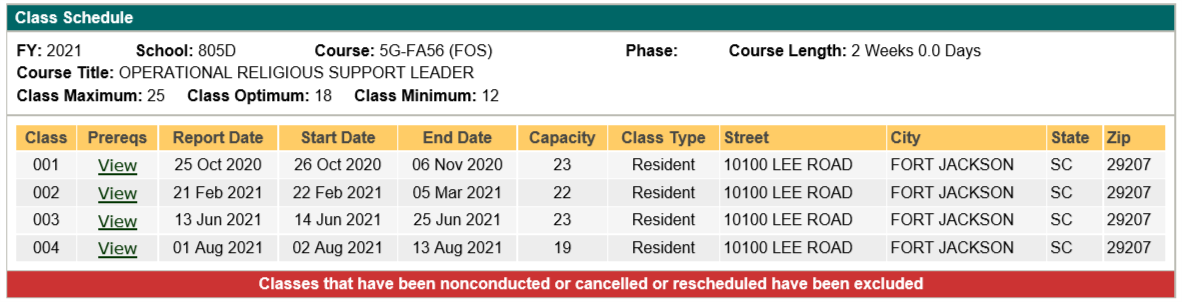 Class Schedule
FY: 2021 School: 805D Course: 5G-FA56 (FOS) Phase: Course Length: 2 Weeks 0.0 Days
Course Title: OPERATIONAL RELIGIOUS SUPPORT LEADER
Class Maximum: 25 Class Optimum: 18 Class Minimum: 12
Class Prereqs Report Date Start Date End Date Capacity Class Type Street City State Zip
001 View 25 Oct 2020 26 Oct 2020 06 Nov 2020 23 Resident 10100 LEE ROAD FORT JACKSON SC 29207
002 View 21 Feb 2021 22 Feb 2021 05 Mar 2021 22 Resident 10100 LEE ROAD FORT JACKSON SC 29207
003 View 13 Jun 2021 14 Jun 2021 25 Jun 2021 23 Resident 10100 LEE ROAD FORT JACKSON SC 29207
004 View 01 Aug 2021 02 Aug 2021 13 Aug 2021 19 Resident 10100 LEE ROAD FORT JACKSON SC 29207
Classes that have been nonconducted or cancelled or rescheduled have been excluded